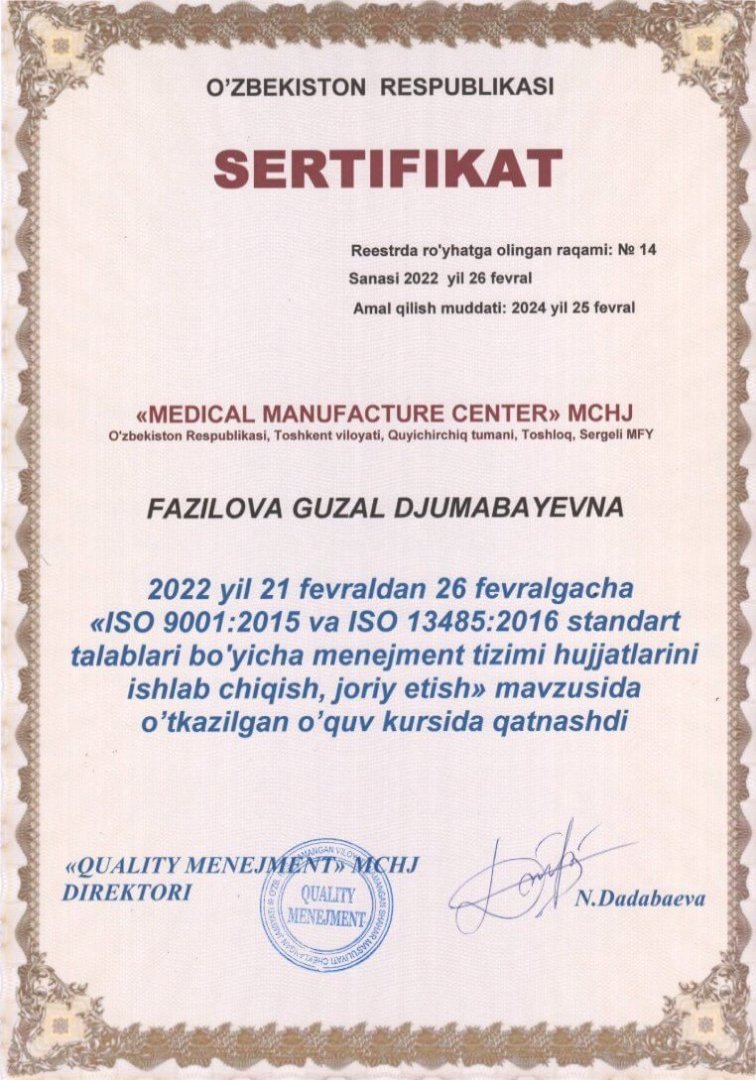 O’ZBEKISTON RESPUBLIKASI
SERTIFIKAT
Reestrda ro'yhatga olingan raqami: № 14
Sanasi 2022 yil 26 fevral
Amal qilish muddati: 2024 yil 25 fevral
«MEDICAL MANUFACTURE CENTER» MCHJ
O'zbekiston Respublikasi, Toshkent viloyati, Quyichirchiq tumani, Toshloq, Sergeli MFY
FAZILOVA GUZAL DJUMABAYEVNA
2022 yil 21 fevraldan 26 fevralgacha
«ISO 9001:2015 va ISO 13485:2016 standart
talablari bo'yicha menejment tizimi hujjatlarini
ishlab chiqish, joriy etish» mavzusida
o’tkazilgan o’quv kursida qatnashdi
«QUALITY MENEJMENT» MCHJ
DIREKTORI
QUALITY
MENEJMENT
N.Dadabaeva